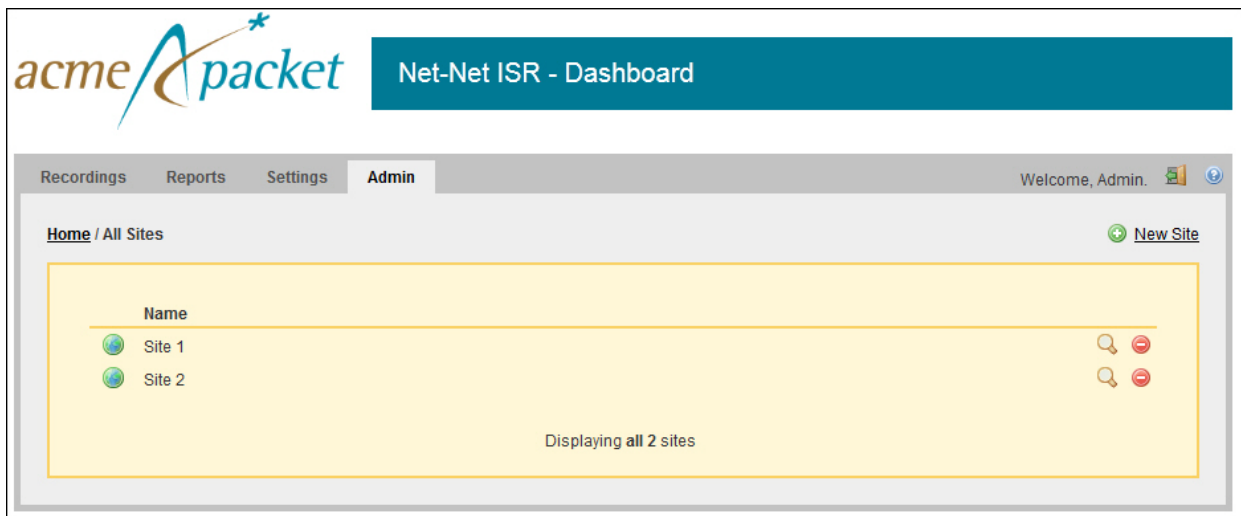 acme packet
Net-Net ISR - Dashboard
Recordings Reports Settings Admin Welcome, Admin.
Home / All Sites New Site
Name
Site 1
Site 2
Displaying all 2 sites